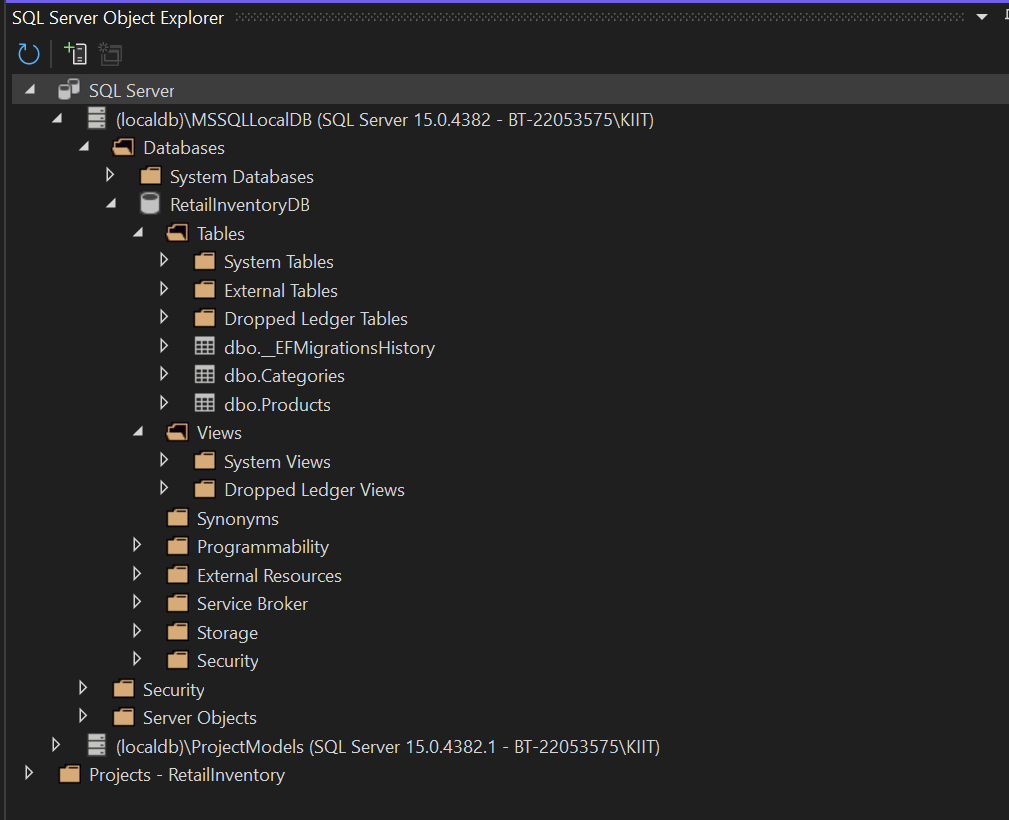 SQL Server Object Explorer
SQL Server
(localdb)\MSSQLLocalDB (SQL Server 15.0.4382 - BT-22053575\KIIT)
Databases
System Databases
RetailInventoryDB
Tables
System Tables
External Tables
Dropped Ledger Tables
dbo.__EFMigrationsHistory
dbo.Categories
dbo.Products
Views
System Views
Dropped Ledger Views
Synonyms
Programmability
External Resources
Service Broker
Storage
Security
Security
Server Objects
(localdb)\ProjectModels (SQL Server 15.0.4382.1 - BT-22053575\KIIT)
Projects - RetailInventory